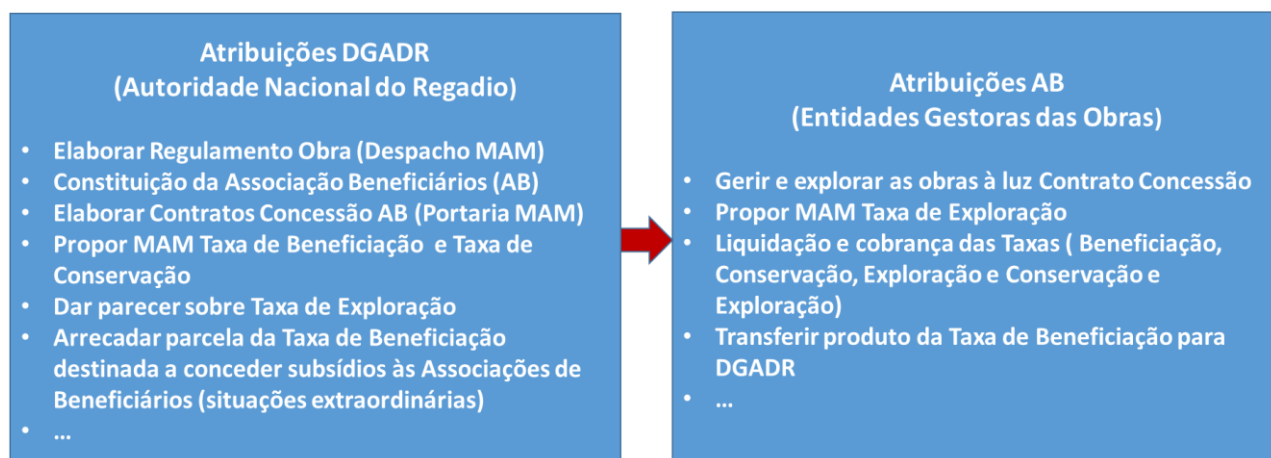 Atribuições DGADR
(Autoridade Nacional do Regadio)
• Elaborar Regulamento Obra (Despacho MAM)
• Constituição da Associação Beneficiários (AB)
• Elaborar Contratos Concessão AB (Portaria MAM)
• Propor MAM Taxa de Beneficiação e Taxa de
Conservação
• Dar parecer sobre Taxa de Exploração
• Arrecadar parcela da Taxa de Beneficiação
destinada a conceder subsídios às Associações de
Beneficiários (situações extraordinárias)
• ...
Atribuições AB
(Entidades Gestoras das Obras)
• Gerir e explorar as obras à luz Contrato Concessão
• Propor MAM Taxa de Exploração
• Liquidação e cobrança das Taxas ( Beneficiação,
Conservação, Exploração e Conservação e
Exploração)
• Transferir produto da Taxa de Beneficiação para
DGADR
• ...